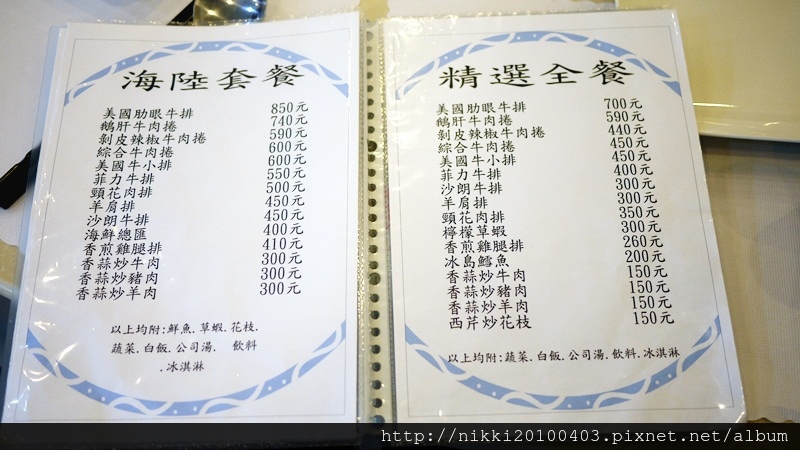 海陸套餐
美國肋眼牛排 850元
鵝肝牛肉捲 740元
剝皮辣椒牛肉捲 590元
綜合牛肉捲 600元
美國牛小排 600元
菲力牛排 550元
頸花肉排 500元
羊肩排 450元
沙朗牛排 450元
海鮮總匯 400元
香煎雞腿排 410元
香蒜炒牛肉 300元
香蒜炒豬肉 300元
香蒜炒羊肉 300元
以上均附:鮮魚.草蝦.花枝.
蔬菜.白飯.公司湯. 飲料
.冰淇淋
精選全餐
美國肋眼牛排 700元
鵝肝牛肉捲 590元
剝皮辣椒牛肉捲 440元
綜合牛肉捲 450元
美國牛小排 450元
菲力牛排 400元
沙朗牛排 300元
羊肩排 300元
頸花肉排 350元
檸檬草蝦 300元
香煎雞腿排 260元
冰島鱈魚 200元
香蒜炒牛肉 150元
香蒜炒豬肉 150元
香蒜炒羊肉 150元
西芹炒花枝 150元
以上均附:蔬菜.白飯.公司湯.飲料.冰淇淋
http://nikki20100403.pixnet.net/album